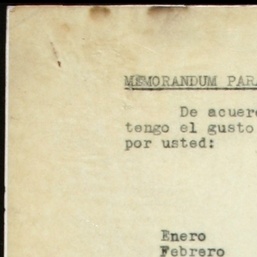 MEMORANDUM PARA
De acuerd
tengo el gusto
por usted:
Enero
Febrero